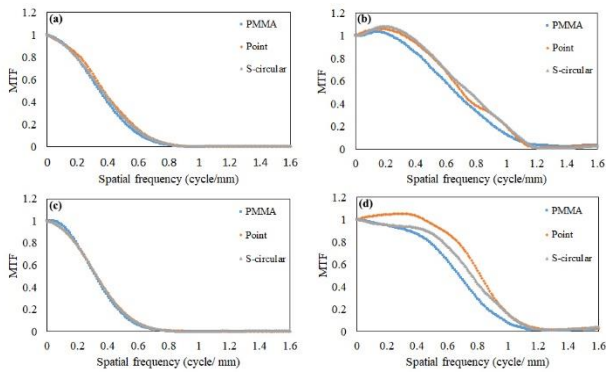 (a)
PMMA
Point
S-circular
1.2
1
0.8
0.6
0.4
0.2
0
MTF
0 0.2 0.4 0.6 0.8 1 1.2 1.4 1.6
Spatial frequency (cycle/mm)
(b)
PMMA
Point
S-circular
1.2
1
0.8
0.6
0.4
0.2
0
MTF
0 0.2 0.4 0.6 0.8 1 1.2 1.4 1.6
Spatial frequency (cycle/mm)
(c)
PMMA
Point
S-circular
1.2
1
0.8
0.6
0.4
0.2
0
MTF
0 0.2 0.4 0.6 0.8 1 1.2 1.4 1.6
Spatial frequency (cycle/ mm)
(d)
PMMA
Point
S-circular
1.2
1
0.8
0.6
0.4
0.2
0
MTF
0 0.2 0.4 0.6 0.8 1 1.2 1.4 1.6
Spatial frequency (cycle/ mm)